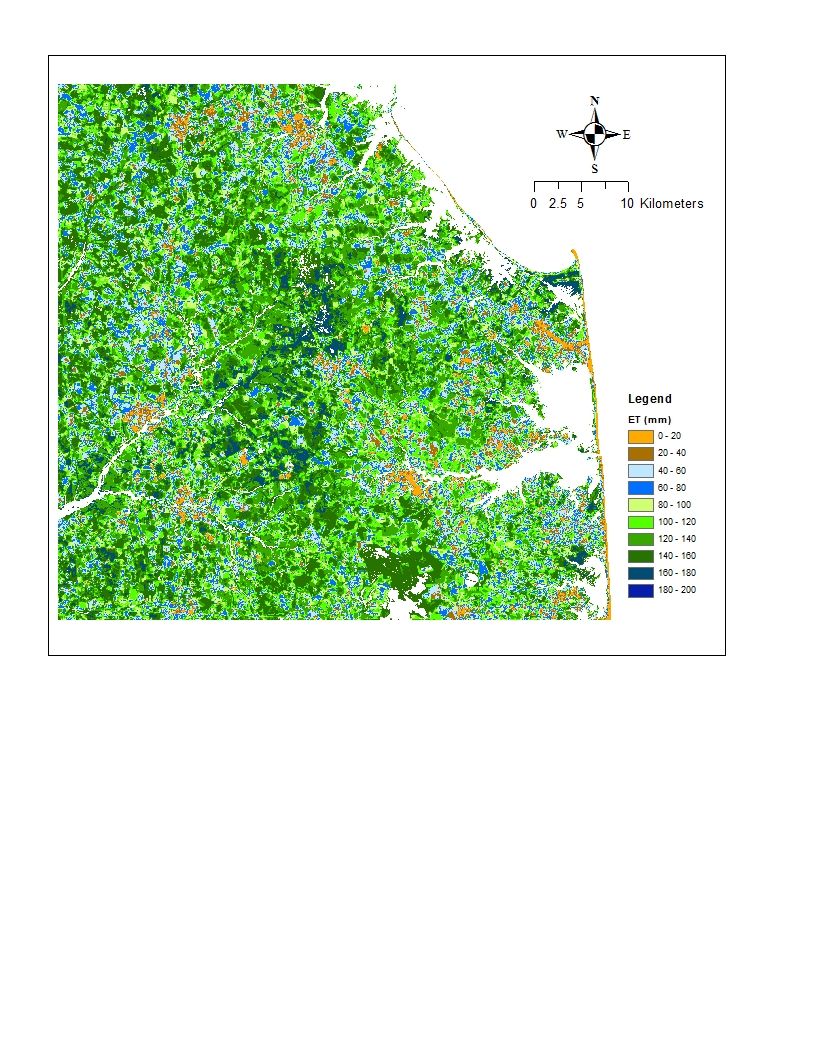 N
W E
S
0 2.5 5 10 Kilometers
Legend
ET (mm)
0 - 20
20 - 40
40 - 60
60 - 80
80 - 100
100 - 120
120 - 140
140 - 160
160 - 180
180 - 200